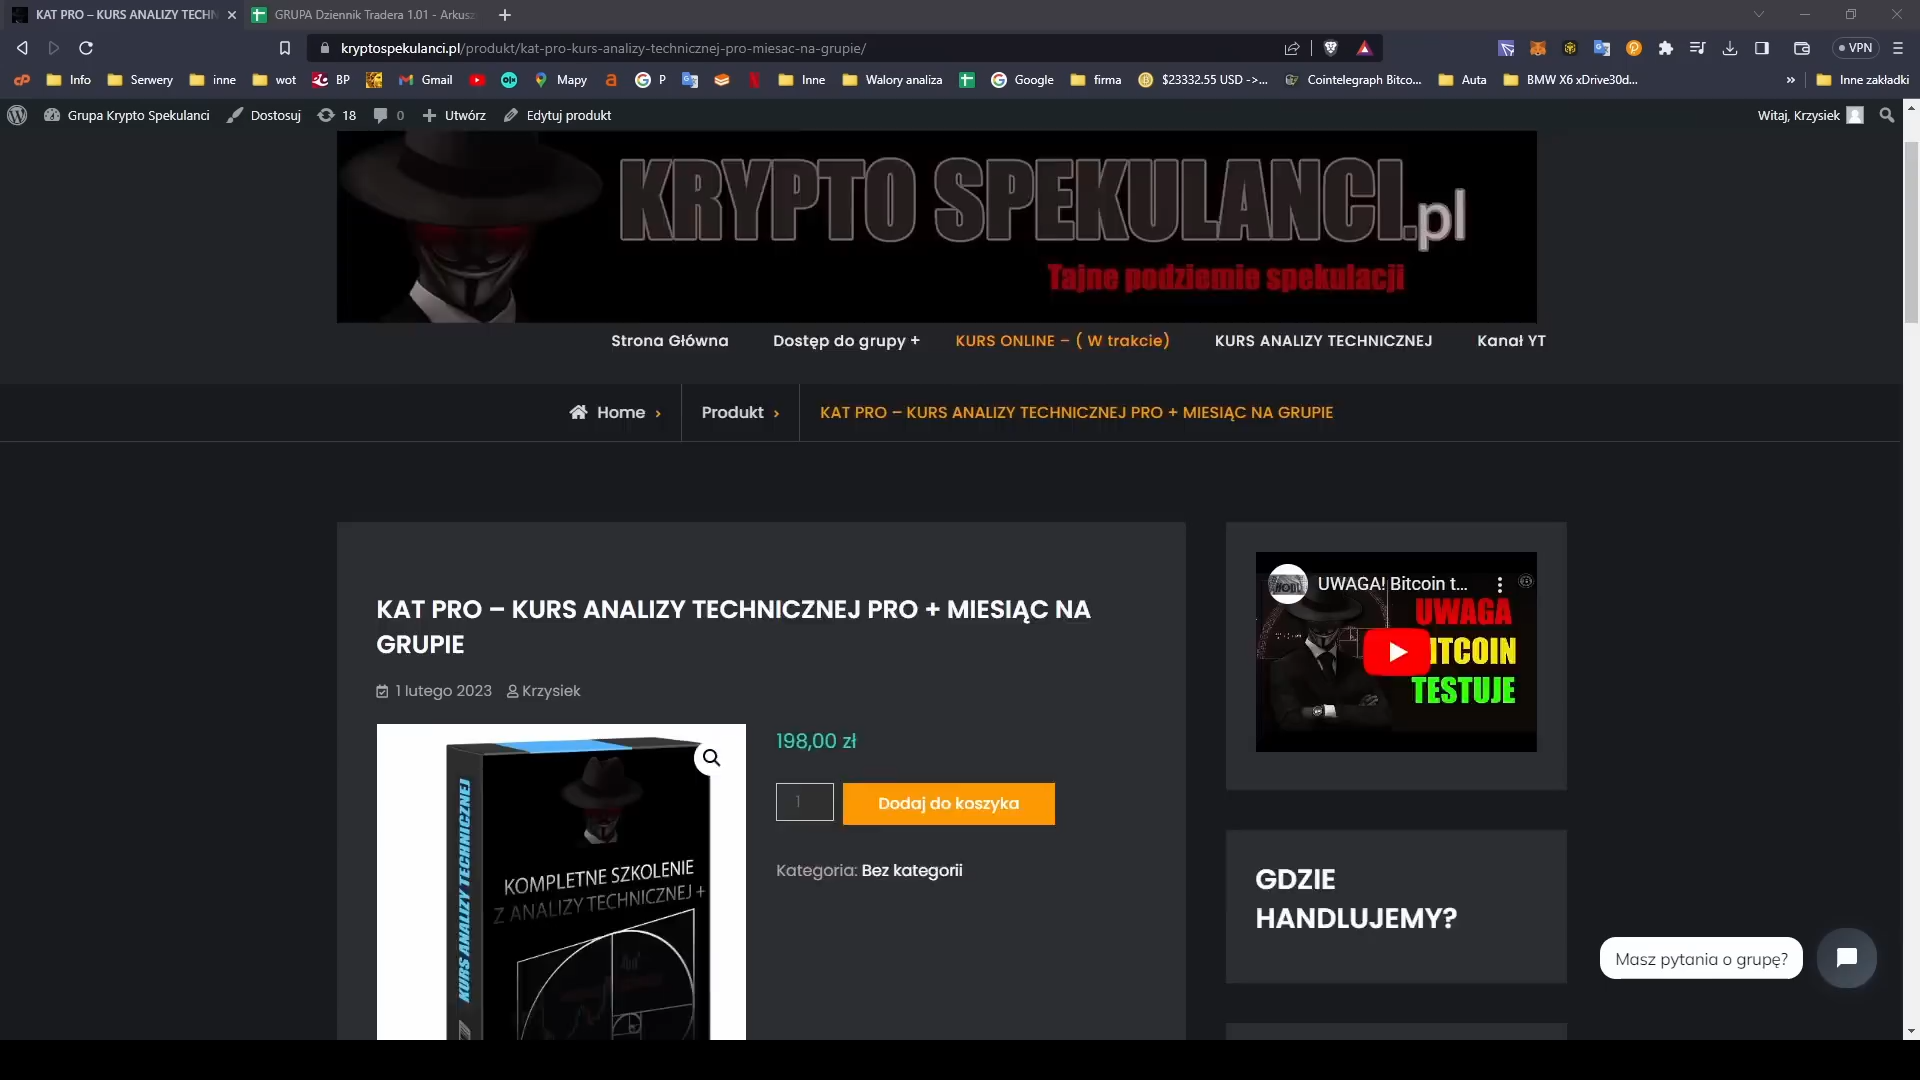 KAT PRO – KURS ANALIZY TECHN
GRUPA Dziennik Tradera 1.01 - Arkusz
kryptospekulanci.pl/produkt/kat-pro-kurs-analizy-technicznej-pro-miesac-na-grupie/
VPN
Info
Serwery
inne
wot
BP
Gmail
Mapy
P
Inne
Walory analiza
Google
firma
$23332.55 USD ->...
Cointelegraph Bitco...
Auta
BMW X6 xDrive30d...
»
Inne zakładki
Grupa Krypto Spekulanci
Dostosuj
18
0
Utwórz
Edytuj produkt
Witaj, Krzysiek
KRYPTO SPEKULANCI.pl
Tajne podziemie spekulacji
Strona Główna
Dostęp do grupy +
KURS ONLINE – ( W trakcie)
KURS ANALIZY TECHNICZNEJ
Kanał YT
Home ›
Produkt ›
KAT PRO – KURS ANALIZY TECHNICZNEJ PRO + MIESIĄC NA GRUPIE
KAT PRO – KURS ANALIZY TECHNICZNEJ PRO + MIESIĄC NA
GRUPIE
1 lutego 2023 Krzysiek
198,00 zł
1
Dodaj do koszyka
Kategoria: Bez kategorii
KURS ANALIZY TECHNICZNEJ
KOMPLETNE SZKOLENIE
Z ANALIZY TECHNICZNEJ +
UWAGA! Bitcoin t...
UWAGA
ITCOIN
TESTUJE
GDZIE
HANDLUJEMY?
Masz pytania o grupę?